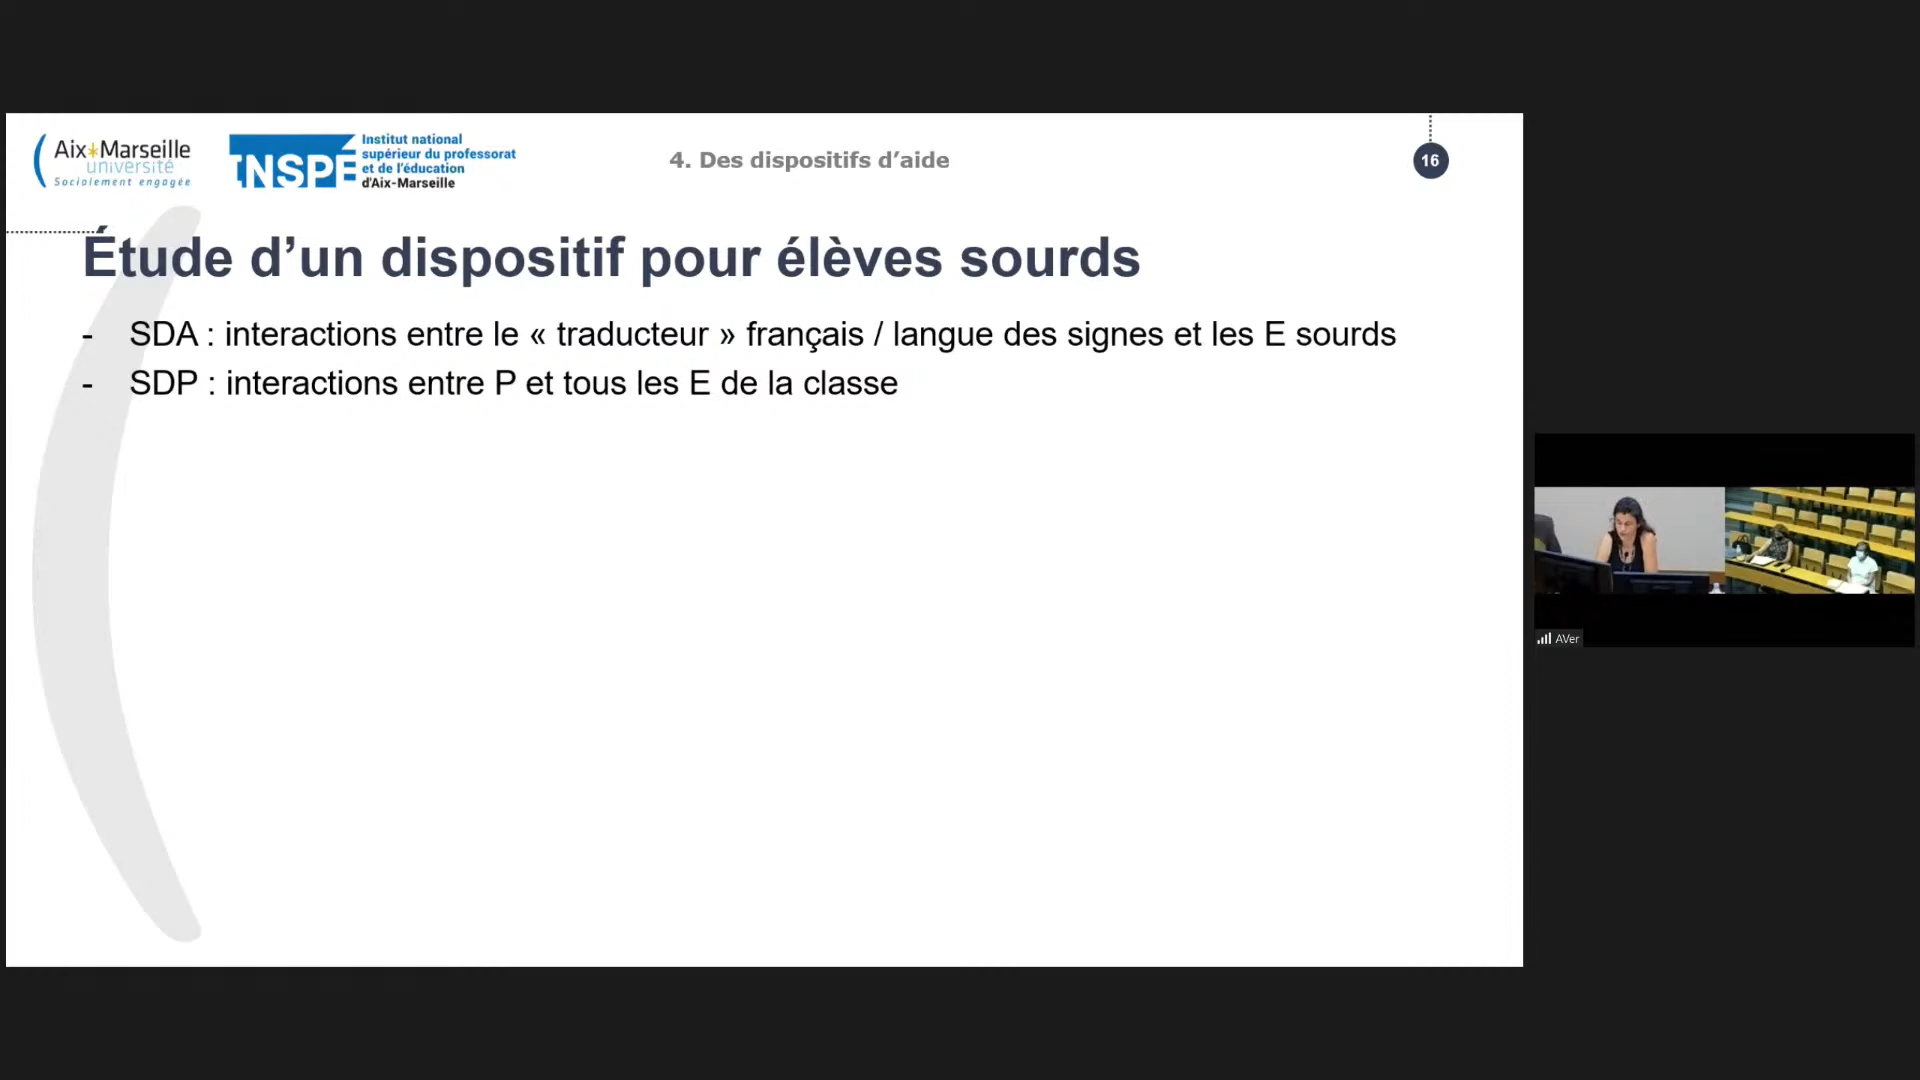 Aix*Marseille
université
Socialement engagée
INSPÉ
Institut national
supérieur du professorat
et de l'éducation
d'Aix-Marseille
4. Des dispositifs d’aide
16
Étude d’un dispositif pour élèves sourds
- SDA : interactions entre le « traducteur » français / langue des signes et les E sourds
- SDP : interactions entre P et tous les E de la classe
AVer